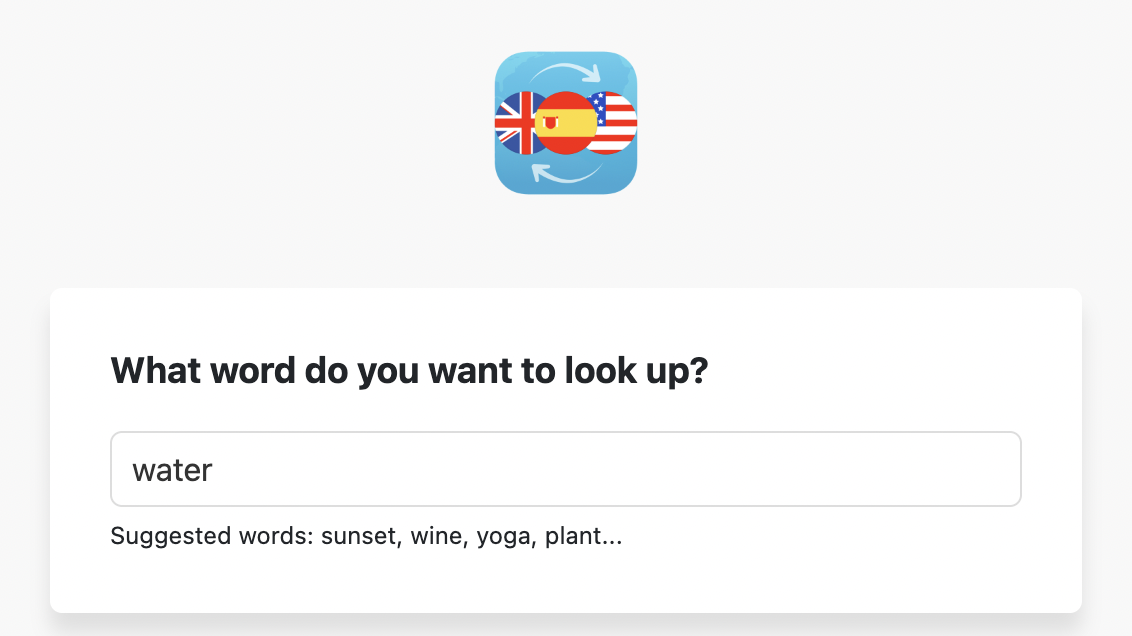 What word do you want to look up?
water
Suggested words: sunset, wine, yoga, plant...